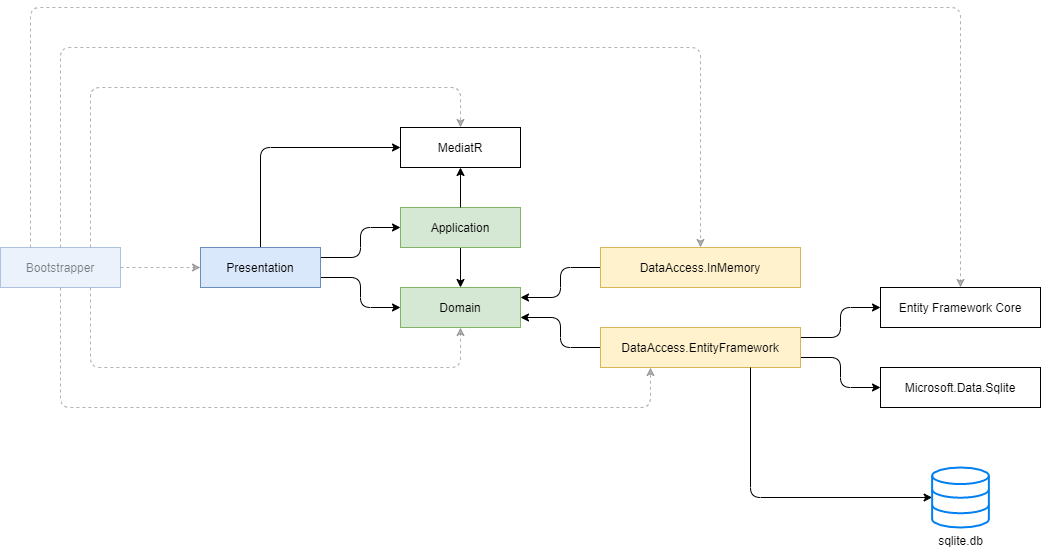 MediatR
Application
Bootstrapper
Presentation
DataAccess.InMemory
Domain
Entity Framework Core
DataAccess.EntityFramework
Microsoft.Data.Sqlite
sqlite.db